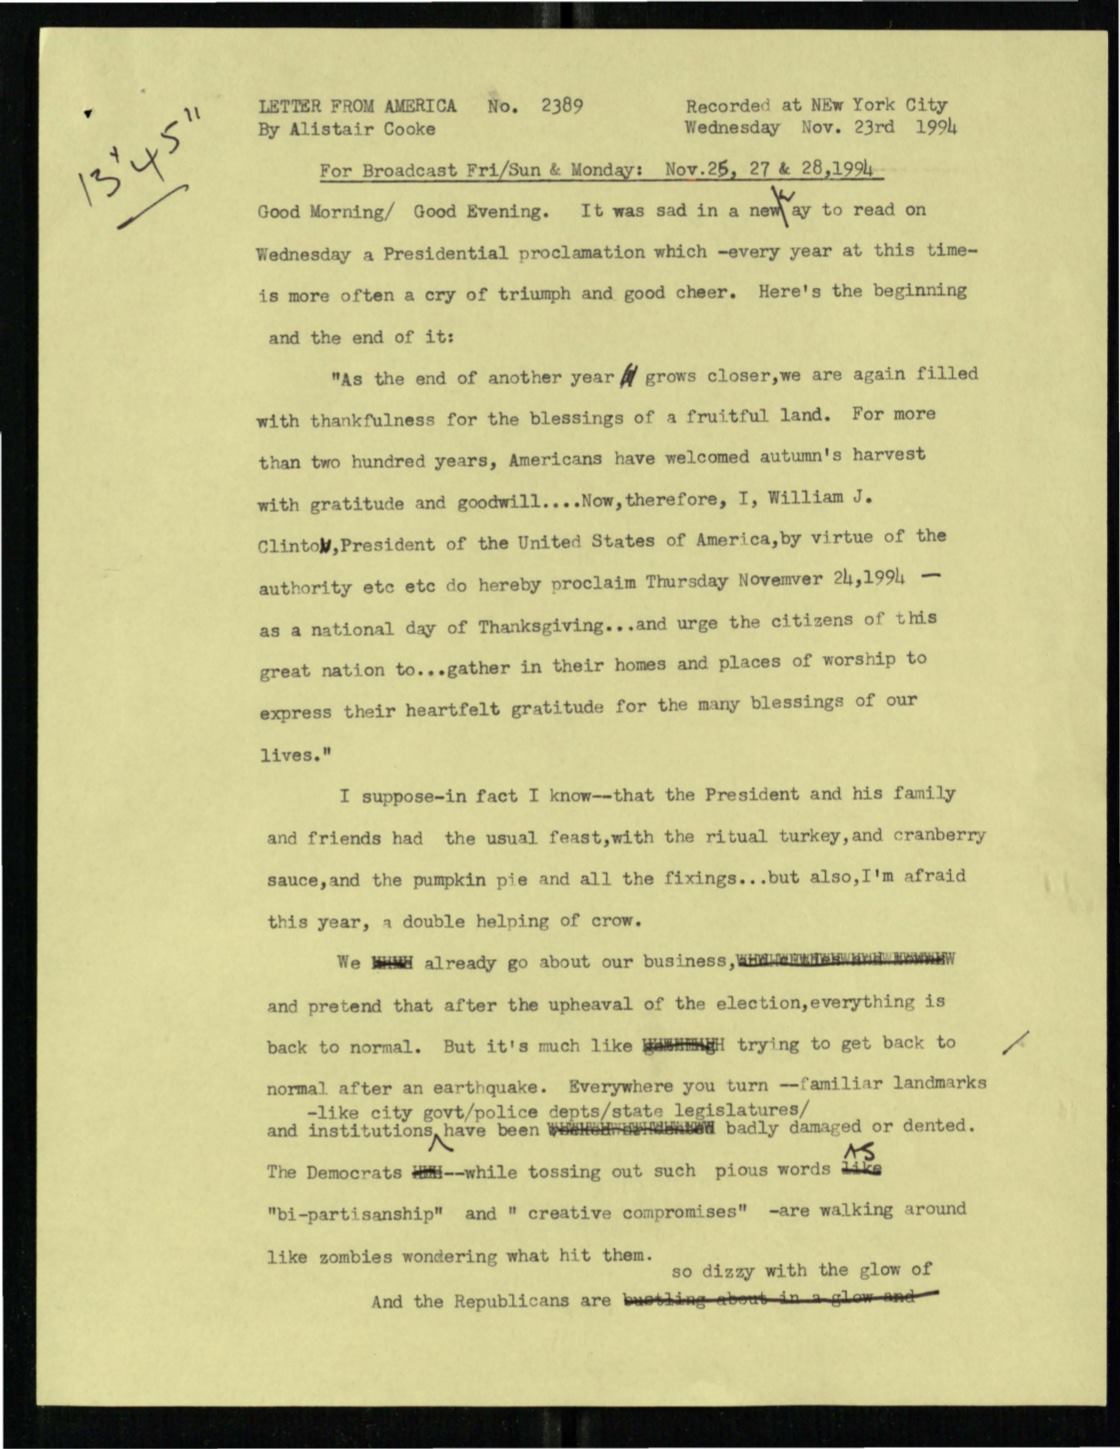 13' 45"
LETTER FROM AMERICA No. 2389 Recorded at NEw York City
By Alistair Cooke Wednesday Nov. 23rd 1994
For Broadcast Fri/Sun & Monday: Nov.25, 27 & 28,1994
Good Morning/ Good Evening. It was sad in a new way to read on
Wednesday a Presidential proclamation which -every year at this time-
is more often a cry of triumph and good cheer. Here's the beginning
and the end of it:
"As the end of another year grows closer,we are again filled
with thankfulness for the blessings of a fruitful land. For more
than two hundred years, Americans have welcomed autumn's harvest
with gratitude and goodwill....Now,therefore, I, William J.
Clinton,President of the United States of America,by virtue of the
authority etc etc do hereby proclaim Thursday Novemver 24,1994 —
as a national day of Thanksgiving...and urge the citizens of this
great nation to...gather in their homes and places of worship to
express their heartfelt gratitude for the many blessings of our
lives."
I suppose-in fact I know--that the President and his family
and friends had the usual feast,with the ritual turkey,and cranberry
sauce,and the pumpkin pie and all the fixings...but also,I'm afraid
this year, a double helping of crow.
We already go about our business,
and pretend that after the upheaval of the election,everything is
back to normal. But it's much like trying to get back to
normal after an earthquake. Everywhere you turn --familiar landmarks
-like city govt/police depts/state legislatures/
and institutions have been badly damaged or dented.
AS
The Democrats --while tossing out such pious words like
"bi-partisanship" and " creative compromises" -are walking around
like zombies wondering what hit them.
so dizzy with the glow of
And the Republicans are bustling about in a glow and